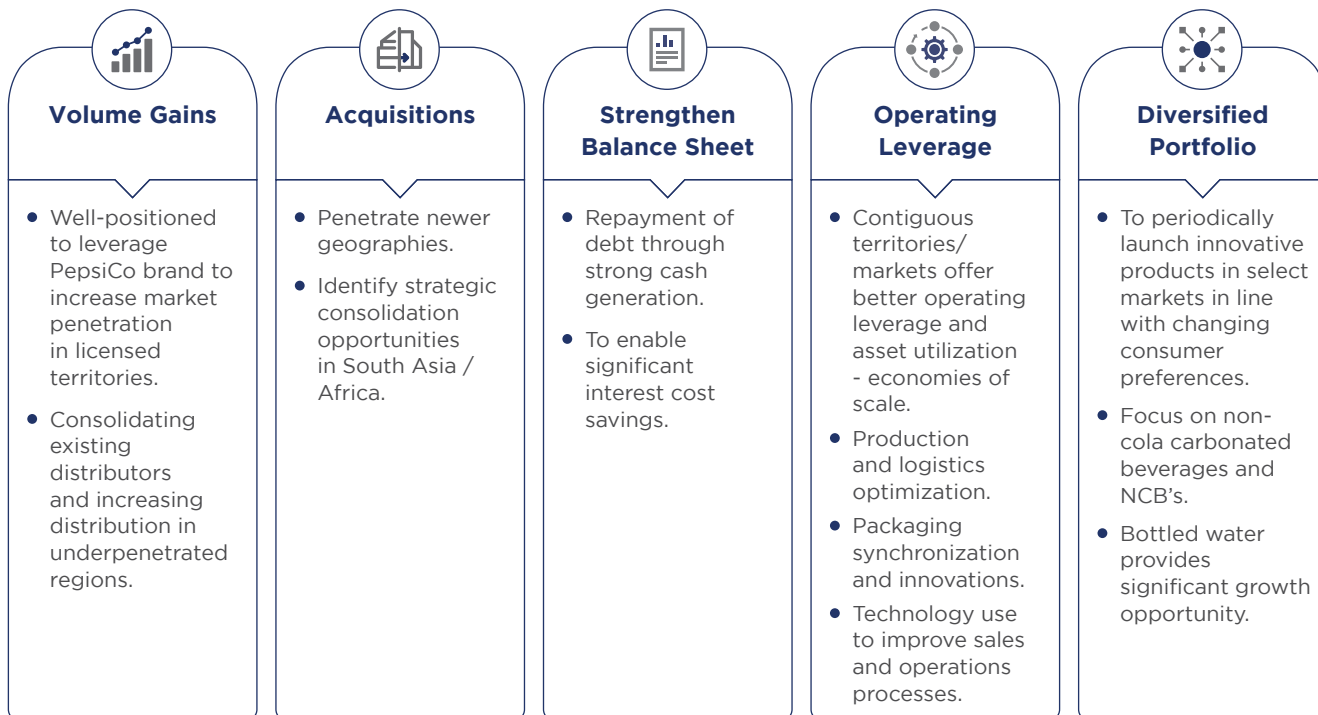 Volume Gains
Well-positioned
to leverage
PepsiCo brand to
increase market
penetration
in licensed
territories.
Consolidating
existing
distributors
and increasing
distribution in
underpenetrated
regions.
Acquisitions
Penetrate newer
geographies.
Identify strategic
consolidation
opportunities
in South Asia /
Africa.
Strengthen
Balance Sheet
Repayment of
debt through
strong cash
generation.
To enable
significant
interest cost
savings.
Operating
Leverage
Contiguous
territories/
markets offer
better operating
leverage and
asset utilization
- economies of
scale.
Production
and logistics
optimization.
Packaging
synchronization
and innovations.
Technology use
to improve sales
and operations
processes.
Diversified
Portfolio
To periodically
launch innovative
products in select
markets in line
with changing
consumer
preferences.
Focus on non-
cola carbonated
beverages and
NCB's.
Bottled water
provides
significant growth
opportunity.